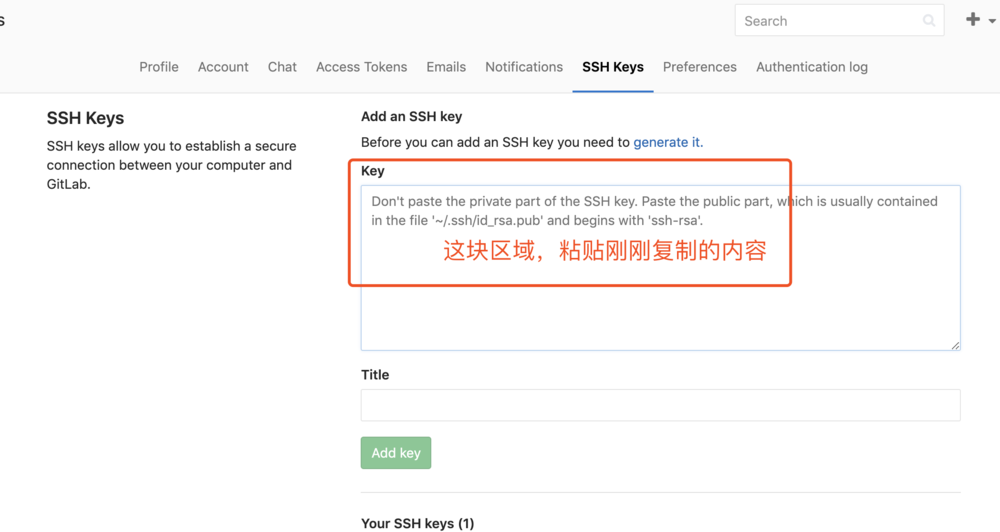 s
Search
Profile Account Chat Access Tokens Emails Notifications SSH Keys Preferences Authentication log
SSH Keys
SSH keys allow you to establish a secure
connection between your computer and
GitLab.
Add an SSH key
Before you can add an SSH key you need to generate it.
Key
Don't paste the private part of the SSH key. Paste the public part, which is usually contained
in the file '~/.ssh/id_rsa.pub' and begins with 'ssh-rsa'.
这块区域，粘贴刚刚复制的内容
Title
Add key
Your SSH keys (1)